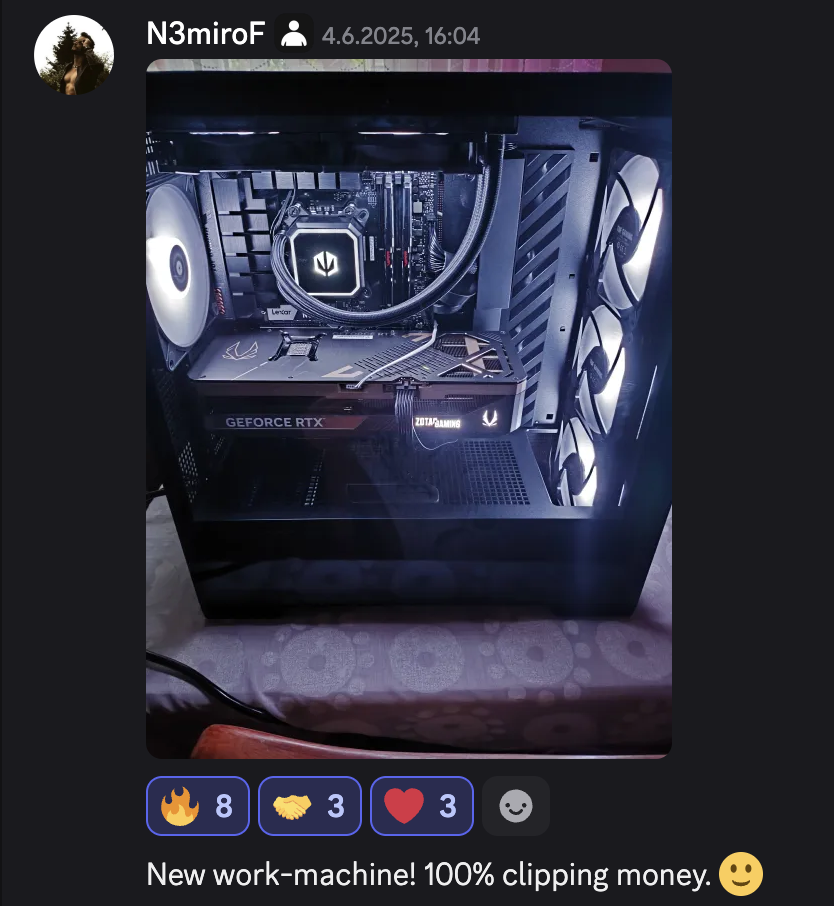 N3miroF 4.6.2025, 16:04
Lexar
GEFORCE RTX
ZOTAC GAMING
8 3 3
New work-machine! 100% clipping money.